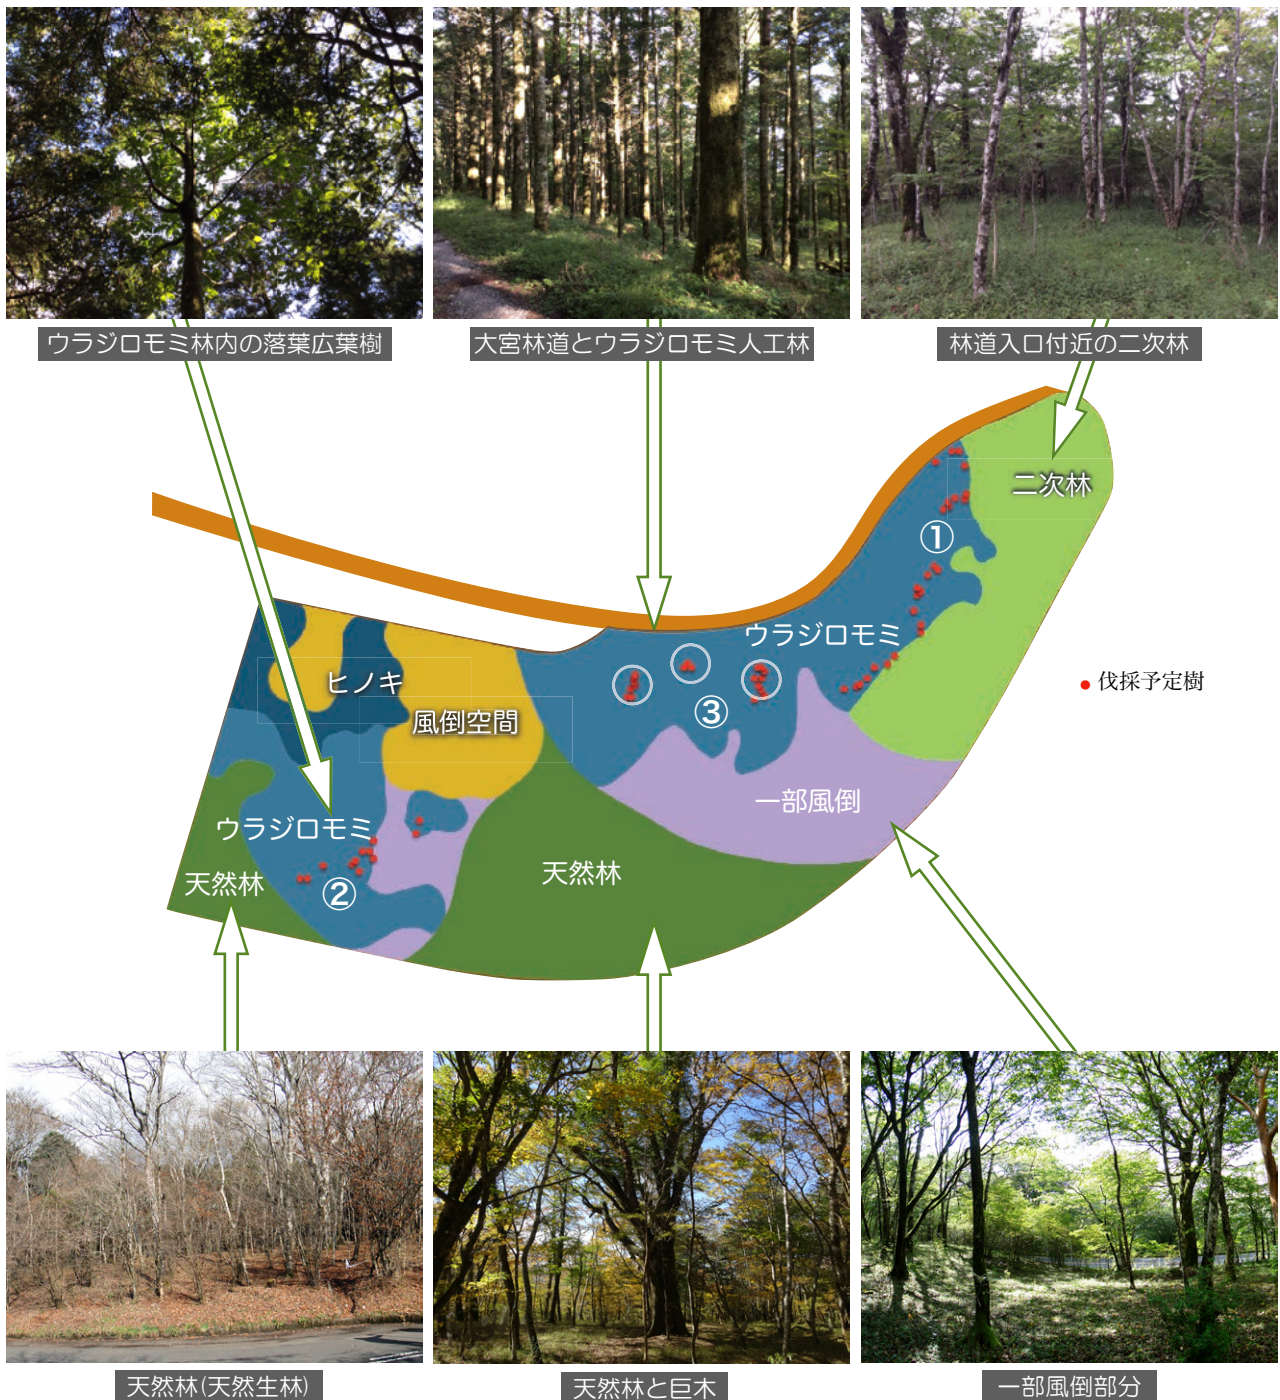 ウラジロモミ林内の落葉広葉樹
大宮林道とウラジロモミ人工林
林道入口付近の二次林
二次林
①
ウラジロモミ
ヒノキ
伐採予定樹
③
風倒空間
一部風倒
ウラジロモミ
天然林
天然林
②
天然林(天然生林)
天然林と巨木
一部風倒部分